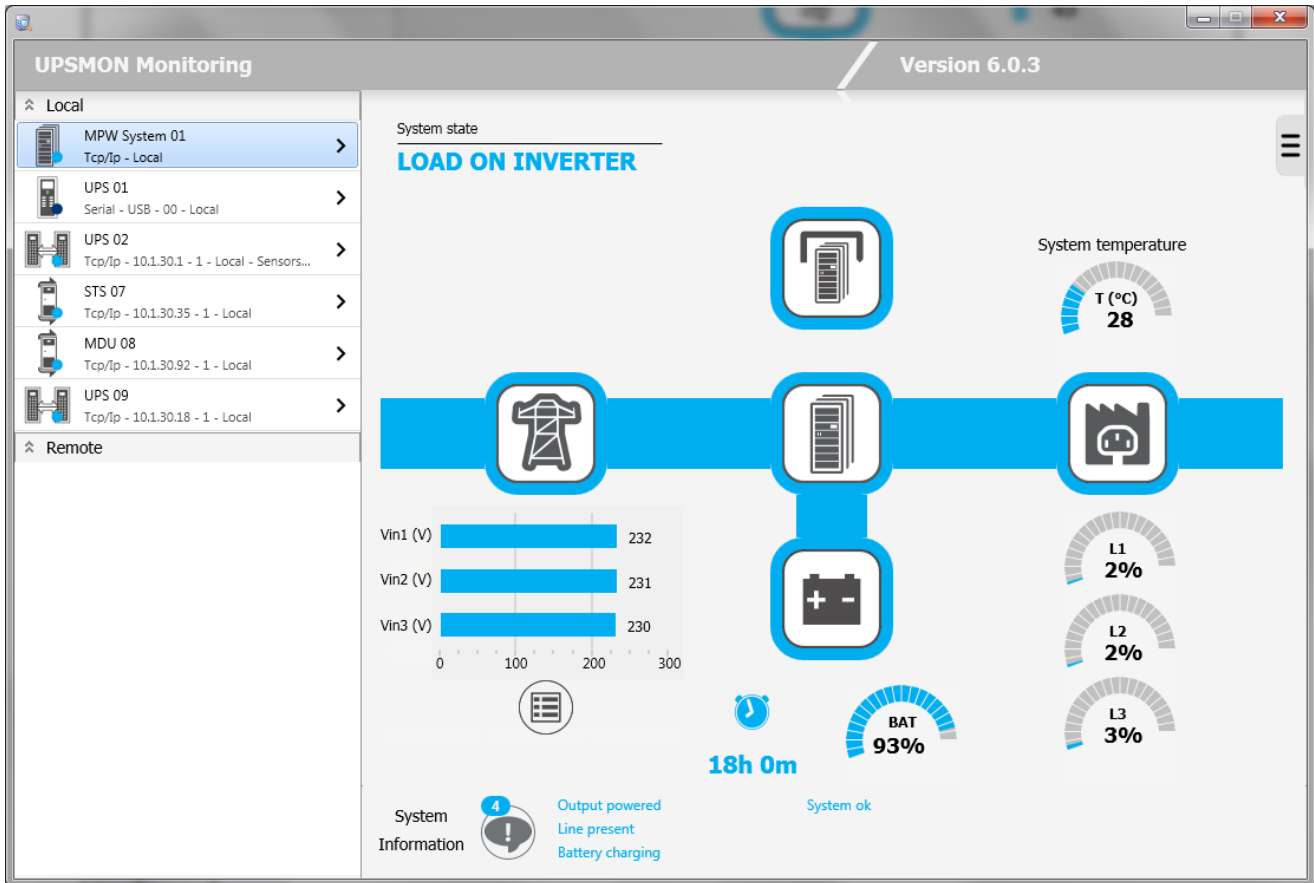 UPSMON Monitoring
Version 6.0.3
Local
MPW System 01
Tcp/Ip - Local
UPS 01
Serial - USB - 00 - Local
UPS 02
Tcp/Ip - 10.1.30.1 - 1 - Local - Sensors...
STS 07
Tcp/Ip - 10.1.30.35 - 1 - Local
MDU 08
Tcp/Ip - 10.1.30.92 - 1 - Local
UPS 09
Tcp/Ip - 10.1.30.18 - 1 - Local
Remote
System state
LOAD ON INVERTER
System temperature
T (°C)
28
Vin1 (V) 232
Vin2 (V) 231
Vin3 (V) 230
0 100 200 300
L1
2%
L2
2%
L3
3%
18h 0m
BAT
93%
System
Information
4
Output powered
Line present
Battery charging
System ok